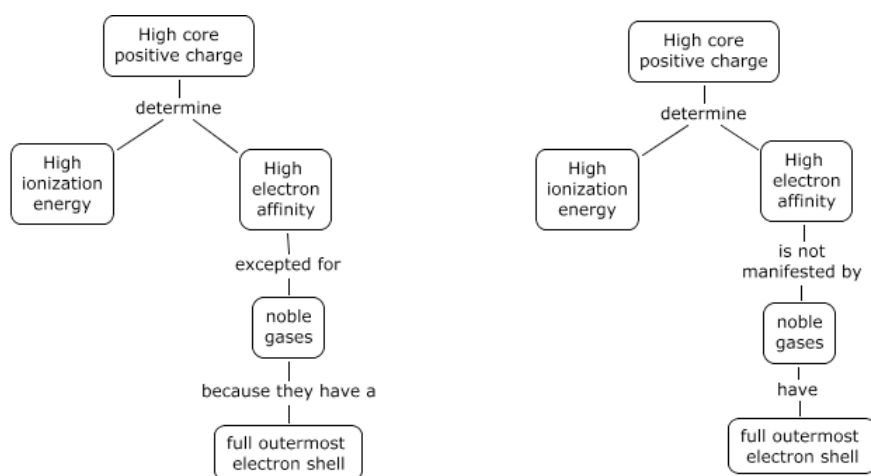 High core
positive charge
determine
High
ionization
energy
High
electron
affinity
excepted for
noble
gases
because they have a
full outermost
electron shell
High core
positive charge
determine
High
ionization
energy
High
electron
affinity
is not
manifested by
noble
gases
have
full outermost
electron shell